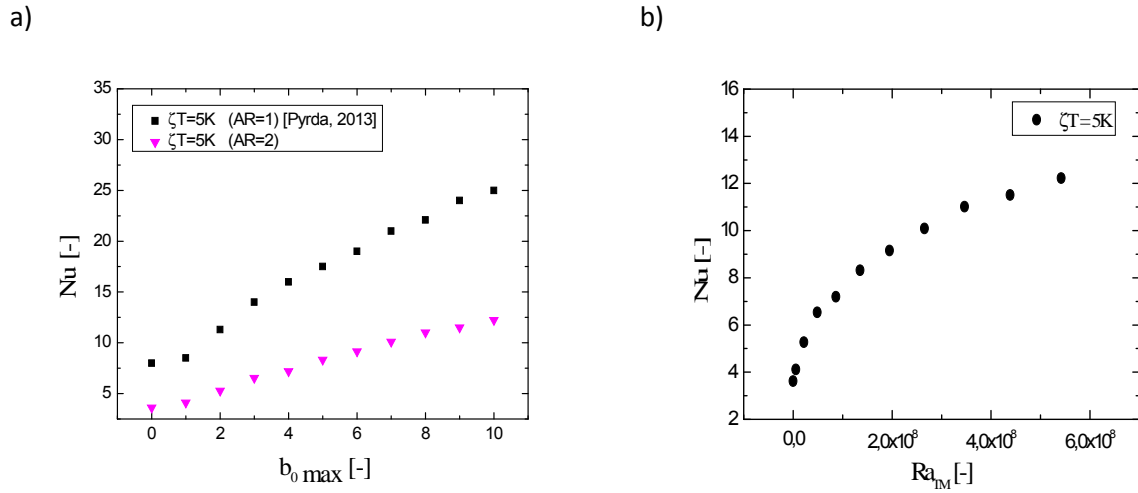 a)
b)
35
30
25
20
15
10
5
0
2
4
6
8
10
Nu [-]
b₀ max [-]
ζT=5K (AR=1) [Pyrda, 2013]
ζT=5K (AR=2)
16
14
12
10
8
6
4
2
0,0
2,0x10⁸
4,0x10⁸
6,0x10⁸
Nu [-]
Ra_TM [-]
ζT=5K